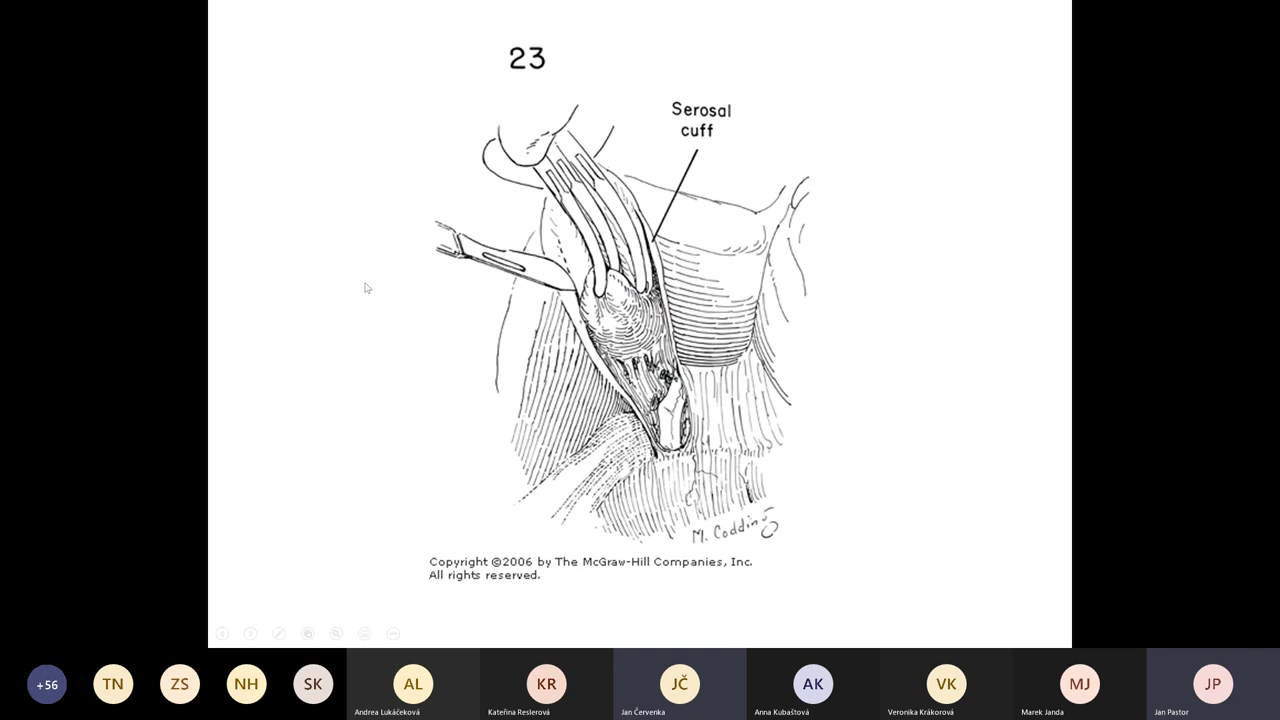 23
Serosal
cuff
M. Codding
Copyright ©2006 by The McGraw-Hill Companies, Inc.
All rights reserved.
+56
TN
ZS
NH
SK
AL
KR
JČ
AK
VK
MJ
JP
Andrea Lukáčeková
Kateřina Reslerová
Jan Červenka
Anna Kubaštová
Veronika Krákorová
Marek Janda
Jan Pastor